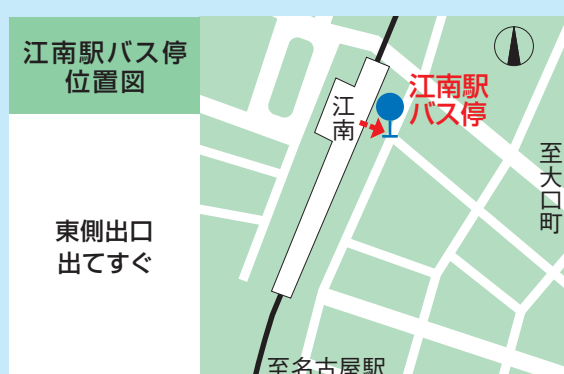 江南駅バス停
位置図
東側出口
出てすぐ
江南
江南駅
バス停
至大口町
至名古屋駅